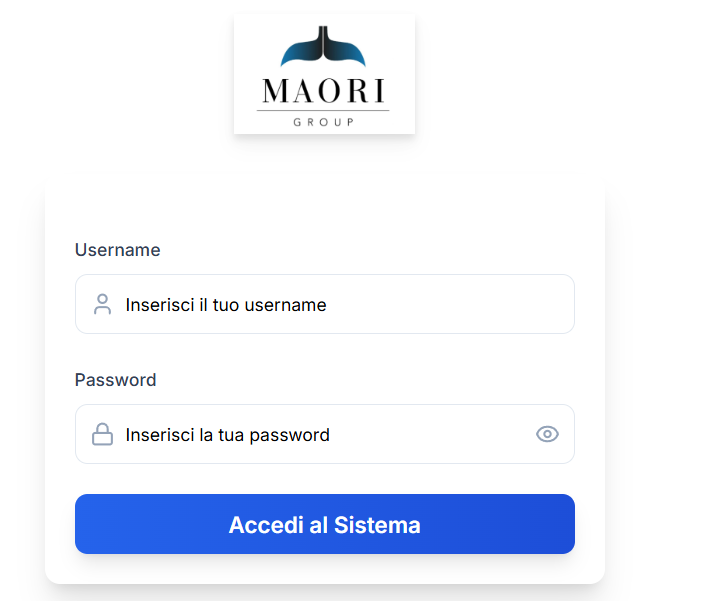 MAORI
GROUP
Username
Inserisci il tuo username
Password
Inserisci la tua password
Accedi al Sistema